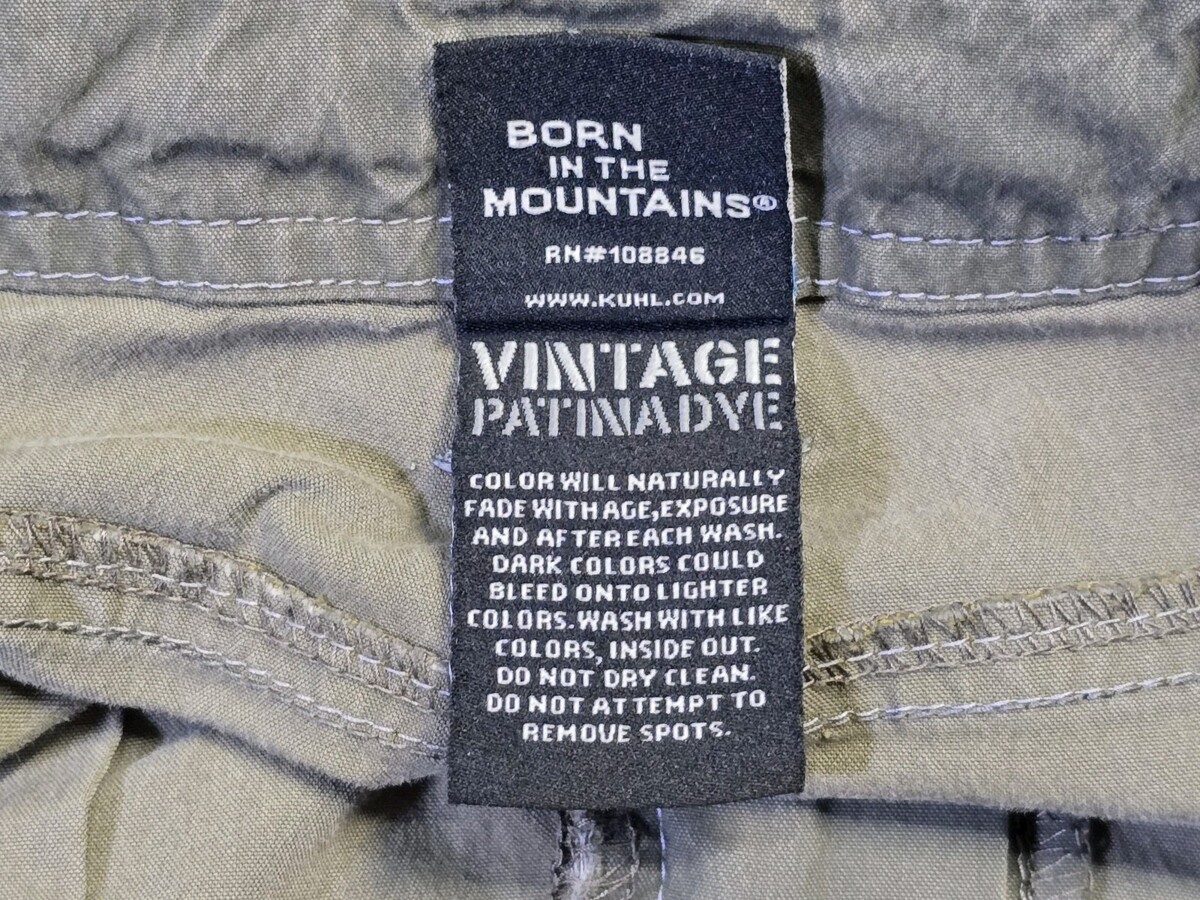 BORN
IN THE
MOUNTAINS®
RN#108846
WWW.KUHL.COM
VINTAGE
PATINA DYE
COLOR WILL NATURALLY
FADE WITH AGE, EXPOSURE
AND AFTER EACH WASH.
DARK COLORS COULD
BLEED ONTO LIGHTER
COLORS. WASH WITH LIKE
COLORS, INSIDE OUT.
DO NOT DRY CLEAN.
DO NOT ATTEMPT TO
REMOVE SPOTS.